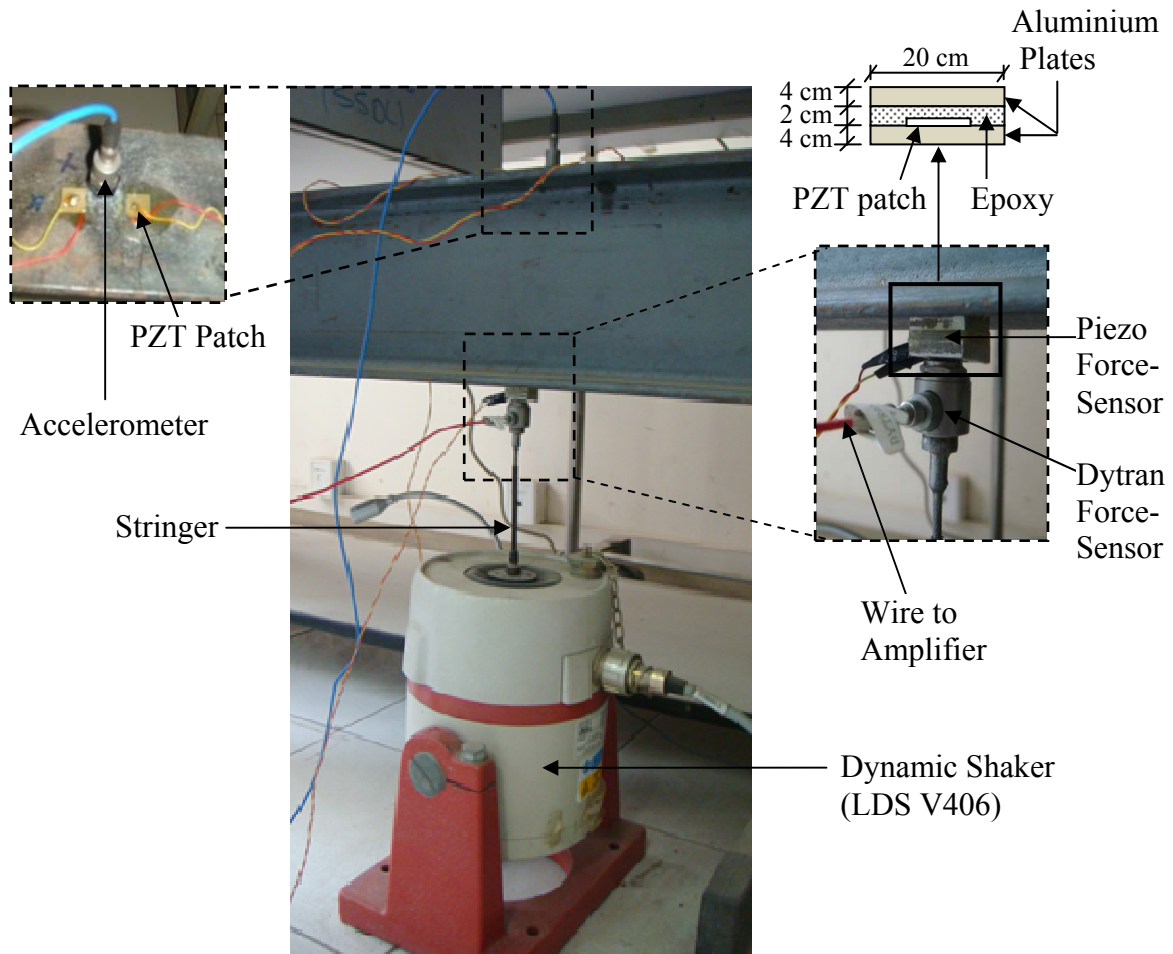 Aluminium
Plates
20 cm
4 cm
2 cm
4 cm
PZT patch
Epoxy
PZT Patch
Accelerometer
Piezo
Force-
Sensor
Dytran
Force-
Sensor
Stringer
Wire to
Amplifier
Dynamic Shaker
(LDS V406)